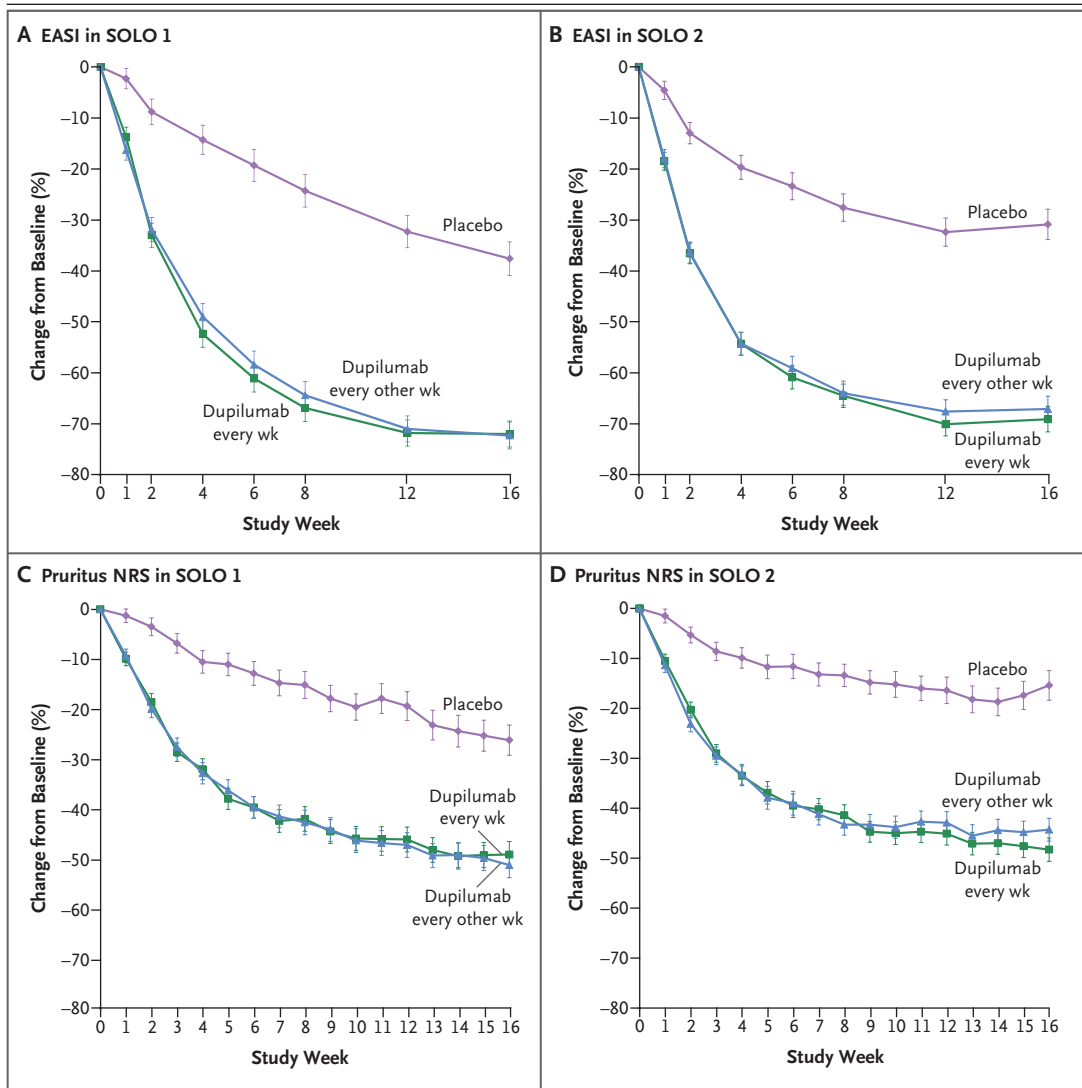 A EASI in SOLO 1
Change from Baseline (%)
0
–10
–20
–30
–40
–50
–60
–70
–80
Placebo
Dupilumab
every other wk
Dupilumab
every wk
0 1 2 4 6 8 12 16
Study Week
B EASI in SOLO 2
Change from Baseline (%)
0
–10
–20
–30
–40
–50
–60
–70
–80
Placebo
Dupilumab
every other wk
Dupilumab
every wk
0 1 2 4 6 8 12 16
Study Week
C Pruritus NRS in SOLO 1
Change from Baseline (%)
0
–10
–20
–30
–40
–50
–60
–70
–80
Placebo
Dupilumab
every wk
Dupilumab
every other wk
0 1 2 3 4 5 6 7 8 9 10 11 12 13 14 15 16
Study Week
D Pruritus NRS in SOLO 2
Change from Baseline (%)
0
–10
–20
–30
–40
–50
–60
–70
–80
Placebo
Dupilumab
every other wk
Dupilumab
every wk
0 1 2 3 4 5 6 7 8 9 10 11 12 13 14 15 16
Study Week